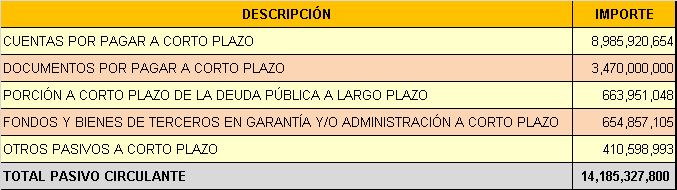 DESCRIPCIÓN IMPORTE
CUENTAS POR PAGAR A CORTO PLAZO 8,985,920,654
DOCUMENTOS POR PAGAR A CORTO PLAZO 3,470,000,000
PORCIÓN A CORTO PLAZO DE LA DEUDA PÚBLICA A LARGO PLAZO 663,951,048
FONDOS Y BIENES DE TERCEROS EN GARANTÍA Y/O ADMINISTRACIÓN A CORTO PLAZO 654,857,105
OTROS PASIVOS A CORTO PLAZO 410,598,993
TOTAL PASIVO CIRCULANTE 14,185,327,800